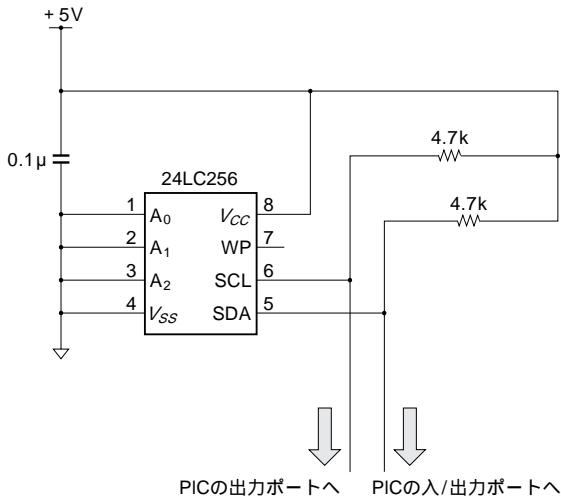 +5V
4.7k
0.1μ
4.7k
24LC256
1 A0 VCC 8
2 A1 WP 7
3 A2 SCL 6
4 VSS SDA 5
PICの出力ポートへ PICの入/出力ポートへ